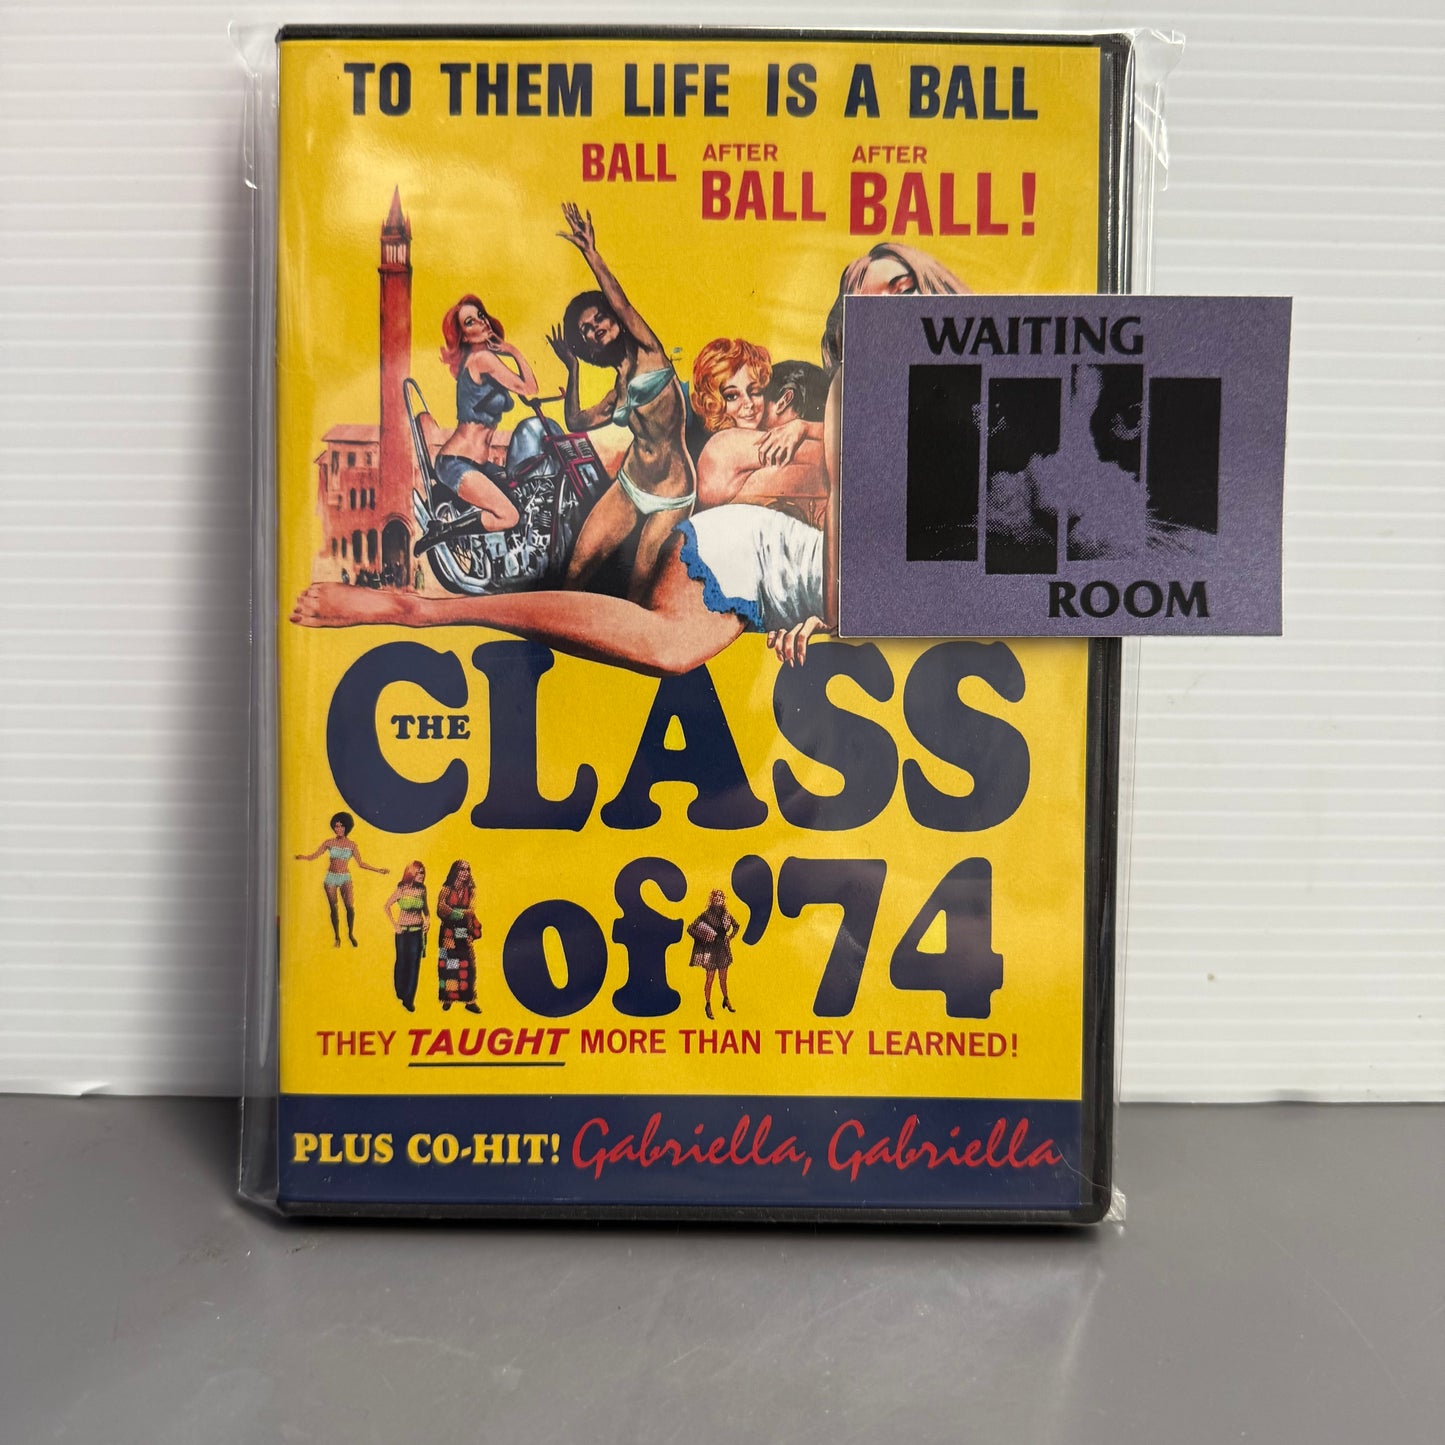 TO THEM LIFE IS A BALL
BALL AFTER BALL AFTER BALL!
WAITING
ROOM
THE CLASS
of '74
THEY TAUGHT MORE THAN THEY LEARNED!
PLUS CO-HIT! Gabriella, Gabriella